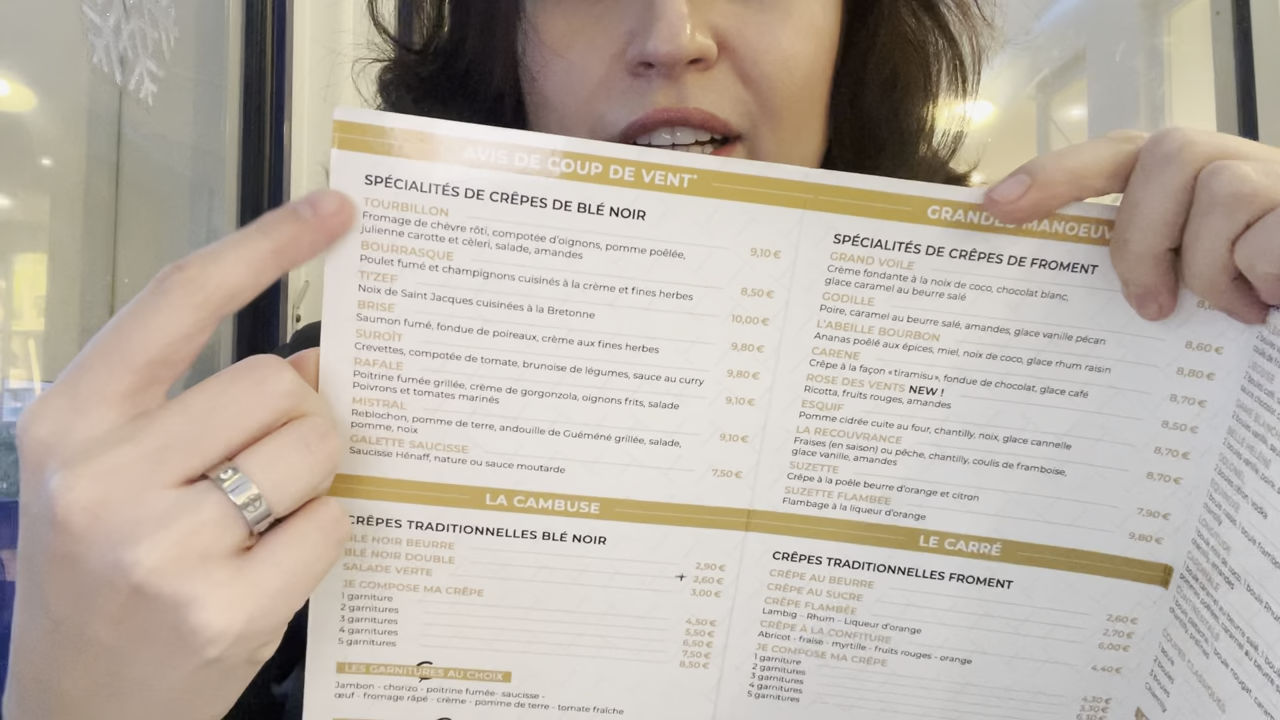 AVIS DE COUP DE VENT*
SPÉCIALITÉS DE CRÊPES DE BLÉ NOIR
TOURBILLON
Fromage de chèvre rôti, compotée d'oignons, pomme poêlée,
julienne carotte et cèleri, salade, amandes 9,10 €
BOURRASQUE
Poulet fumé et champignons cuisinés à la crème et fines herbes 8,50 €
TI'ZEF
Noix de Saint Jacques cuisinées à la Bretonne 10,00 €
BRISE
Saumon fumé, fondue de poireaux, crème aux fines herbes 9,80 €
SUROÎT
Crevettes, compotée de tomate, brunoise de légumes, sauce au curry 9,80 €
RAFALE
Poitrine fumée grillée, crème de gorgonzola, oignons frits, salade
Poivrons et tomates marinés 9,10 €
MISTRAL
Reblochon, pomme de terre, andouille de Guéméné grillée, salade,
pomme, noix 9,10 €
GALETTE SAUCISSE
Saucisse Hénaff, nature ou sauce moutarde 7,50 €
LA CAMBUSE
CRÊPES TRADITIONNELLES BLÉ NOIR
BLÉ NOIR BEURRE 2,90 €
BLÉ NOIR DOUBLE + 2,60 €
SALADE VERTE 3,00 €
JE COMPOSE MA CRÊPE
1 garniture 4,50 €
2 garnitures 5,50 €
3 garnitures 6,50 €
4 garnitures 7,50 €
5 garnitures 8,50 €
LES GARNITURES AU CHOIX
Jambon - chorizo - poitrine fumée- saucisse -
œuf - fromage râpé - crème - pomme de terre - tomate fraîche
GRANDES MANOEUV
SPÉCIALITÉS DE CRÊPES DE FROMENT
GRAND VOILE
Crème fondante à la noix de coco, chocolat blanc,
glace caramel au beurre salé
GODILLE
Poire, caramel au beurre salé, amandes, glace vanille pécan 8,60 €
L'ABEILLE BOURBON
Ananas poêlé aux épices, miel, noix de coco, glace rhum raisin 8,80 €
CARENE
Crêpe à la façon «tiramisu», fondue de chocolat, glace café 8,70 €
ROSE DES VENTS NEW !
Ricotta, fruits rouges, amandes 8,50 €
ESQUIF
Pomme cidrée cuite au four, chantilly, noix, glace cannelle 8,70 €
LA RECOUVRANCE
Fraises (en saison) ou pêche, chantilly, coulis de framboise,
glace vanille, amandes 8,70 €
SUZETTE
Crêpe à la poêle beurre d'orange et citron 7,90 €
SUZETTE FLAMBÉE
Flambage à la liqueur d'orange 9,80 €
LE CARRÉ
CRÊPES TRADITIONNELLES FROMENT
CRÊPE AU BEURRE 2,60 €
CRÊPE AU SUCRE 2,70 €
CRÊPE FLAMBÉE 6,00 €
Lambig - Rhum - Liqueur d'orange
CRÊPE À LA CONFITURE 4,40 €
Abricot - fraise - myrtille - fruits rouges - orange
JE COMPOSE MA CRÊPE
1 garniture
2 garnitures
3 garnitures
4 garnitures
5 garnitures